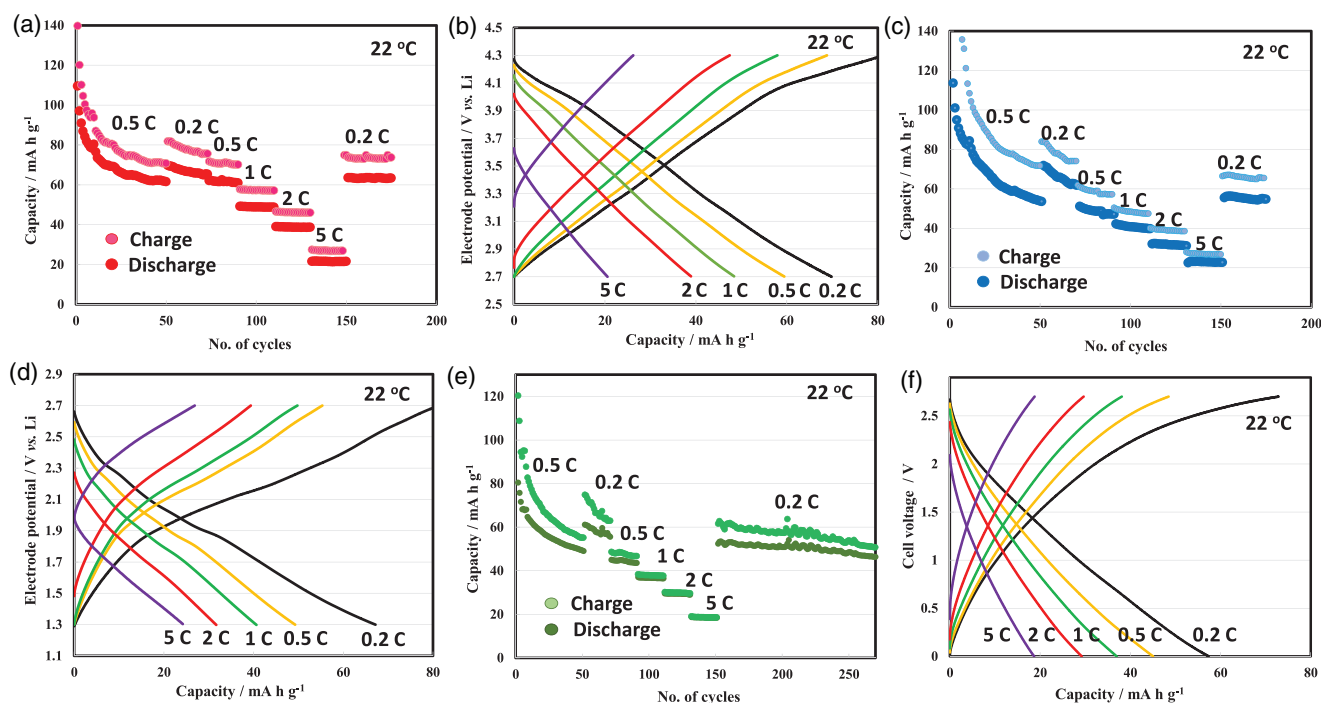 (a)
140
120
100
80
60
40
20
0
0
50
100
150
200
Capacity / mA h g-1
No. of cycles
22 °C
0.5 C
0.2 C
0.5 C
1 C
2 C
5 C
0.2 C
Charge
Discharge
(b)
4.5
4.3
4.1
3.9
3.7
3.5
3.3
3.1
2.9
2.7
2.5
0
20
40
60
80
Electrode potential / V vs. Li
Capacity / mA h g-1
22 °C
5 C
2 C
1 C
0.5 C
0.2 C
(c)
140
120
100
80
60
40
20
0
0
50
100
150
200
Capacity / mA h g-1
No. of cycles
22 °C
0.5 C
0.2 C
0.5 C
1 C
2 C
5 C
0.2 C
Charge
Discharge
(d)
2.9
2.7
2.5
2.3
2.1
1.9
1.7
1.5
1.3
1.1
0
20
40
60
80
Electrode potential / V vs. Li
Capacity / mA h g-1
22 °C
5 C
2 C
1 C
0.5 C
0.2 C
(e)
140
120
100
80
60
40
20
0
0
50
100
150
200
250
Capacity / mA h g-1
No. of cycles
22 °C
0.5 C
0.2 C
0.5 C
1 C
2 C
5 C
0.2 C
Charge
Discharge
(f)
2.5
2
1.5
1
0.5
0
0
20
40
60
80
Cell voltage / V
Capacity / mA h g-1
22 °C
5 C
2 C
1 C
0.5 C
0.2 C